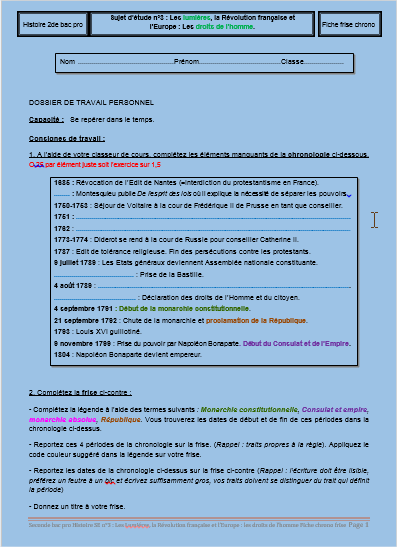 Histoire 2de bac pro
Sujet d'étude n°3 : Les lumières, la Révolution française et
l'Europe : Les droits de l'homme.
Fiche frise chrono
Nom ........................................Prénom..............................Classe....................
DOSSIER DE TRAVAIL PERSONNEL
Capacité : Se repérer dans le temps.
Consignes de travail :
1. A l'aide de votre classeur de cours, complétez les éléments manquants de la chronologie ci-dessous.
0,25 par élément juste soit l'exercice sur 1,5
1685 : Révocation de l'Edit de Nantes (=interdiction du protestantisme en France).
........ : Montesquieu publie De l'esprit des lois où il explique la nécessité de séparer les pouvoirs.
1750-1753 : Séjour de Voltaire à la cour de Frédérique II de Prusse en tant que conseiller.
1751 : ................................................................
1762 : ................................................................
1773-1774 : Diderot se rend à la cour de Russie pour conseiller Catherine II.
1787 : Edit de tolérance religieuse. Fin des persécutions contre les protestants.
9 juillet 1789 : Les Etats généraux deviennent Assemblée nationale constituante.
................................ : Prise de la Bastille.
4 août 1789 : ................................................................
................................ : Déclaration des droits de l'Homme et du citoyen.
4 septembre 1791 : Début de la monarchie constitutionnelle.
21 septembre 1792 : Chute de la monarchie et proclamation de la République.
1793 : Louis XVI guillotiné.
9 novembre 1799 : Prise du pouvoir par Napoléon Bonaparte. Début du Consulat et de l'Empire.
1804 : Napoléon Bonaparte devient empereur.
2. Complétez la frise ci-contre :
- Complétez la légende à l'aide des termes suivants : Monarchie constitutionnelle, Consulat et empire,
monarchie absolue, République. Vous trouverez les dates de début et de fin de ces périodes dans la
chronologie ci-dessus.
- Reportez ces 4 périodes de la chronologie sur la frise. (Rappel : traits propres à la règle). Appliquez le
code couleur suggéré dans la légende sur votre frise.
- Reportez les dates de la chronologie ci-dessus sur la frise ci-contre (Rappel : l'écriture doit être lisible,
préférez un feutre à un bic et écrivez suffisamment gros, vos traits doivent se distinguer du trait qui définit
la période)
- Donnez un titre à votre frise.
Seconde bac pro Histoire SE n°3 : Les Lumières, la Révolution française et l'Europe : les droits de l'homme Fiche chrono frise Page 1